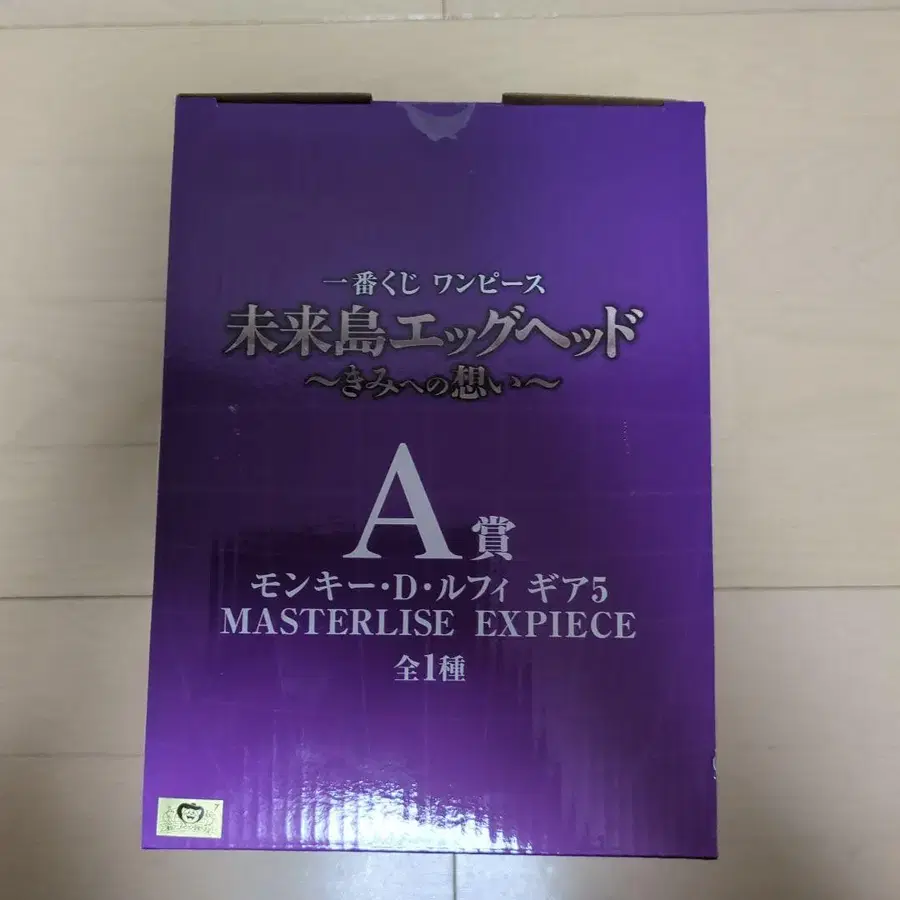 一番くじ ワンピース
未来島エッグヘッド
～きみへの想い～
A賞
モンキー・D・ルフィ ギア5
MASTERLISE EXPIECE
全1種